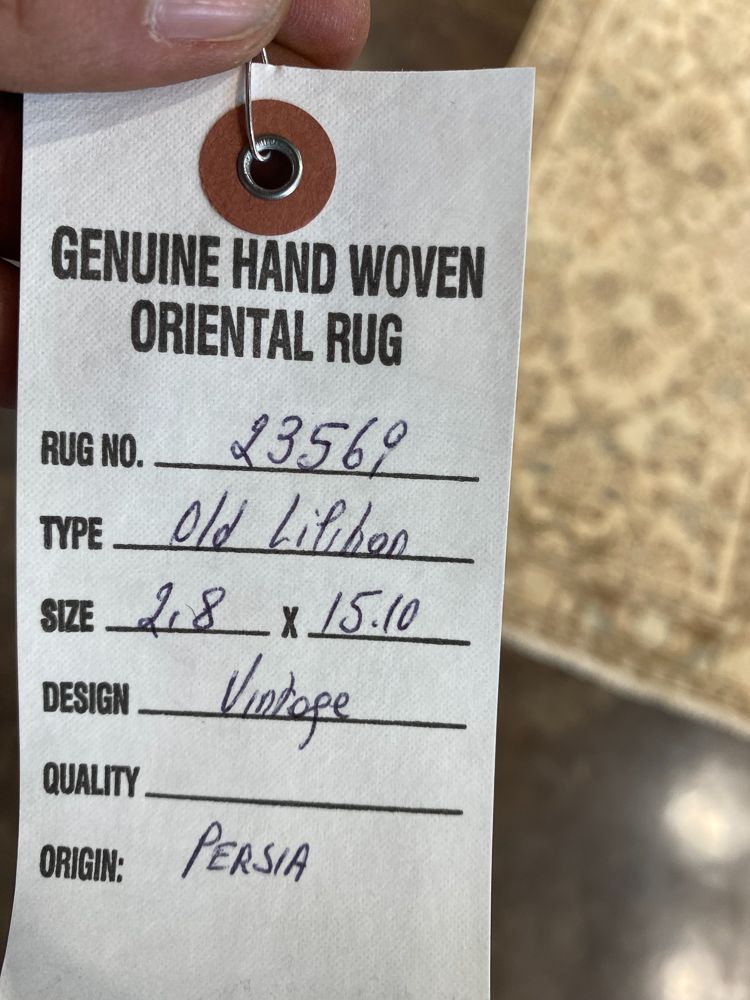 GENUINE HAND WOVEN
ORIENTAL RUG
RUG NO. 23569
TYPE Old Lilihan
SIZE 2.8 X 15.10
DESIGN Vintage
QUALITY
ORIGIN: PERSIA